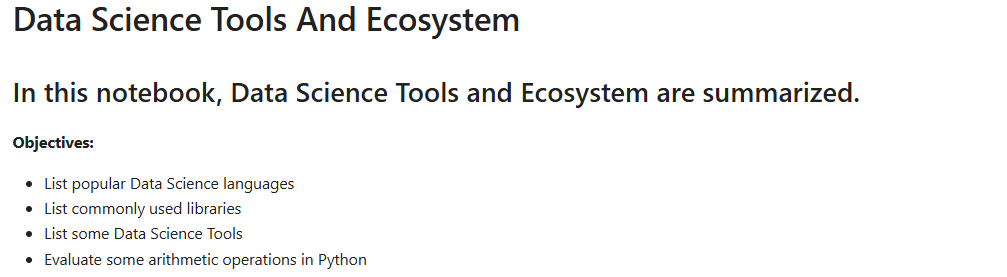 Data Science Tools And Ecosystem
In this notebook, Data Science Tools and Ecosystem are summarized.
Objectives:
• List popular Data Science languages
• List commonly used libraries
• List some Data Science Tools
• Evaluate some arithmetic operations in Python